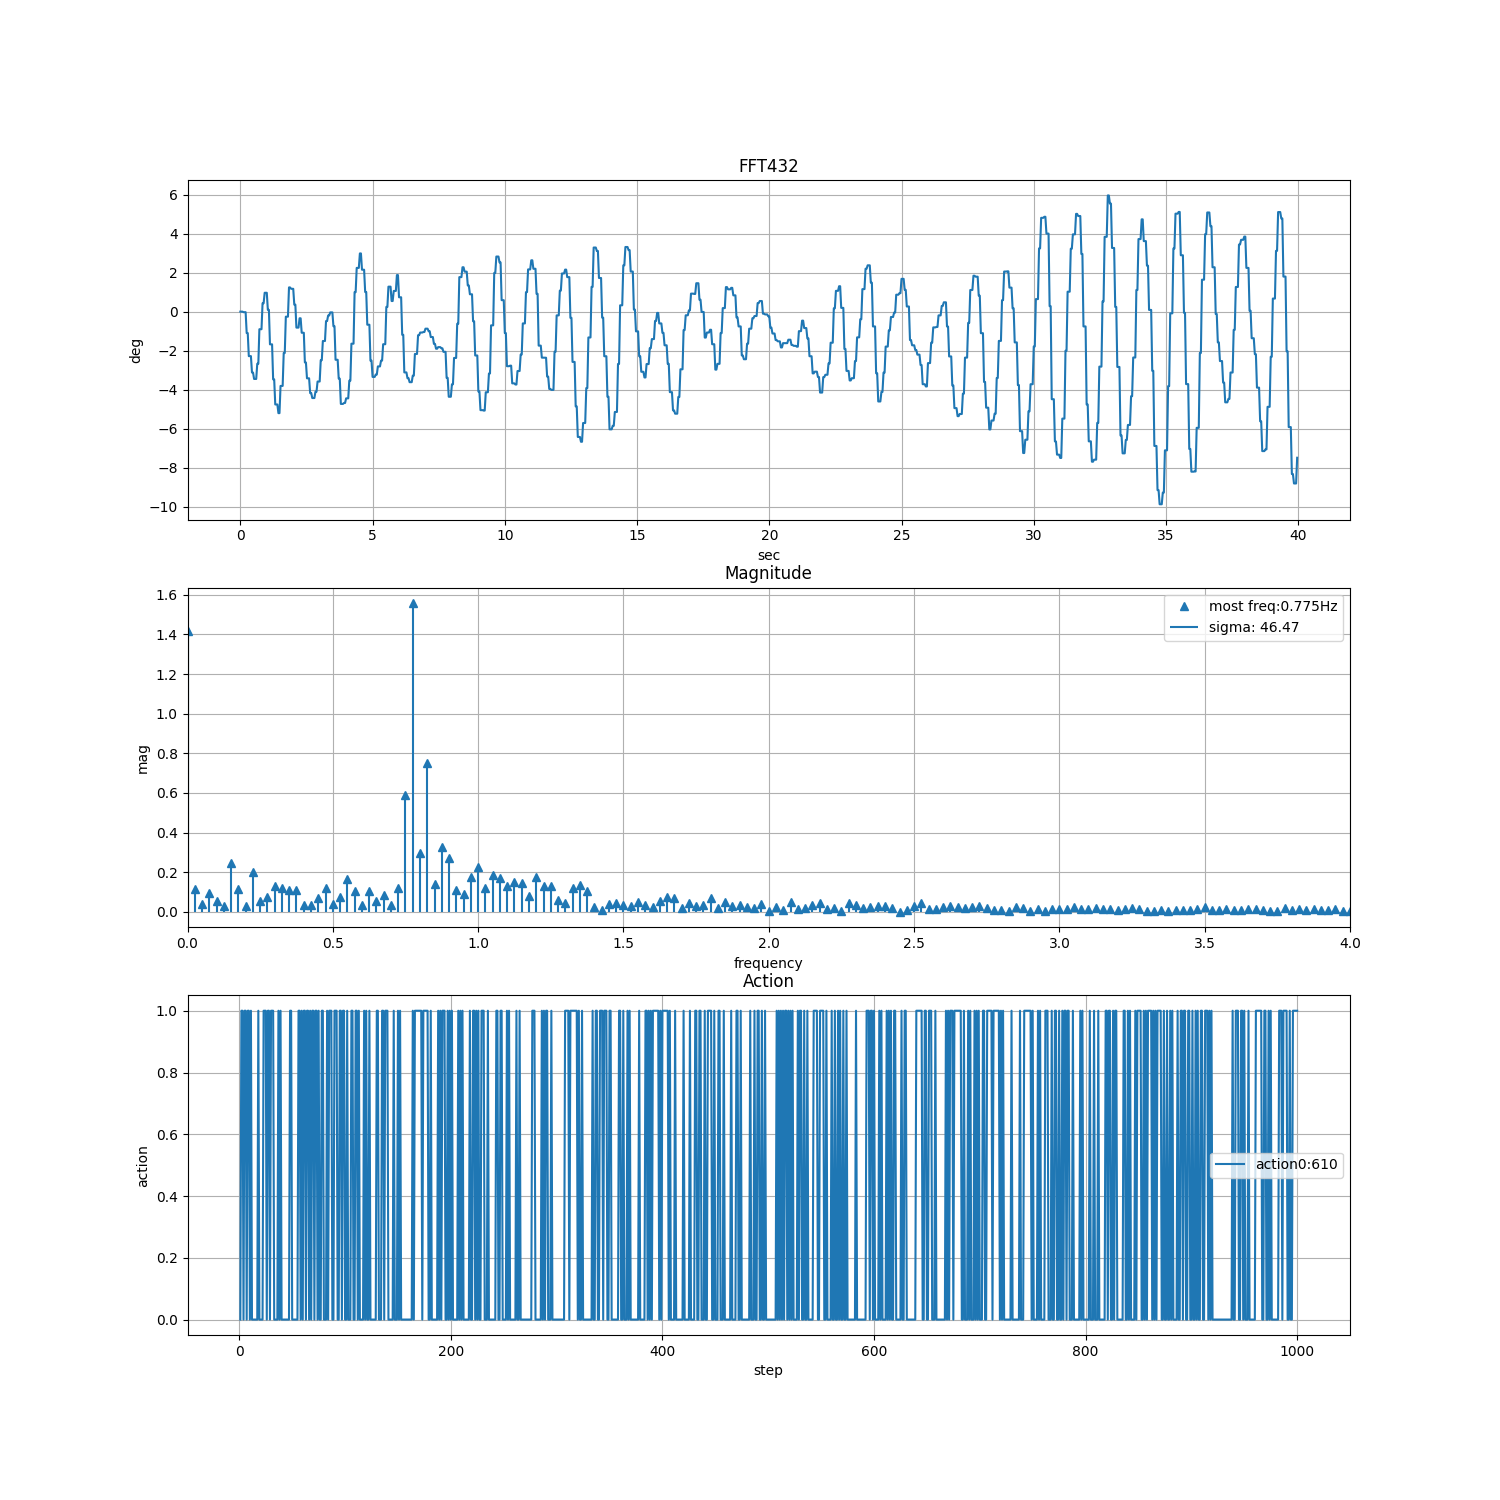 FFT432
6
4
2
0
−2
−4
−6
−8
−10
deg
0 5 10 15 20 25 30 35 40
sec
Magnitude
1.6
1.4
1.2
1.0
0.8
0.6
0.4
0.2
0.0
mag
most freq:0.775Hz
sigma: 46.47
0.0 0.5 1.0 1.5 2.0 2.5 3.0 3.5 4.0
frequency
Action
1.0
0.8
0.6
0.4
0.2
0.0
action
action0:610
0 200 400 600 800 1000
step